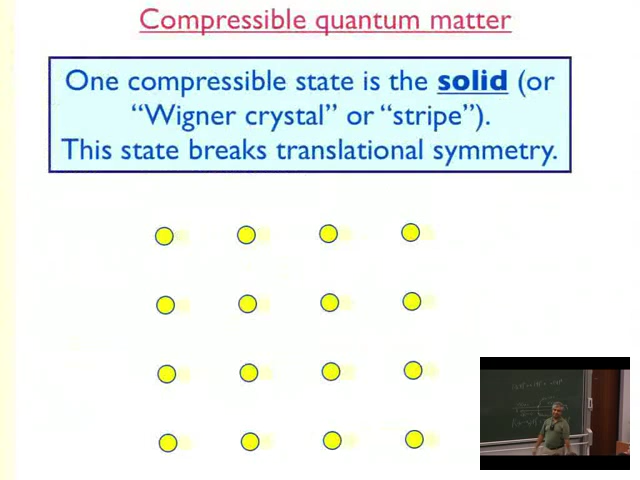 Compressible quantum matter
One compressible state is the solid (or
“Wigner crystal” or “stripe”).
This state breaks translational symmetry.